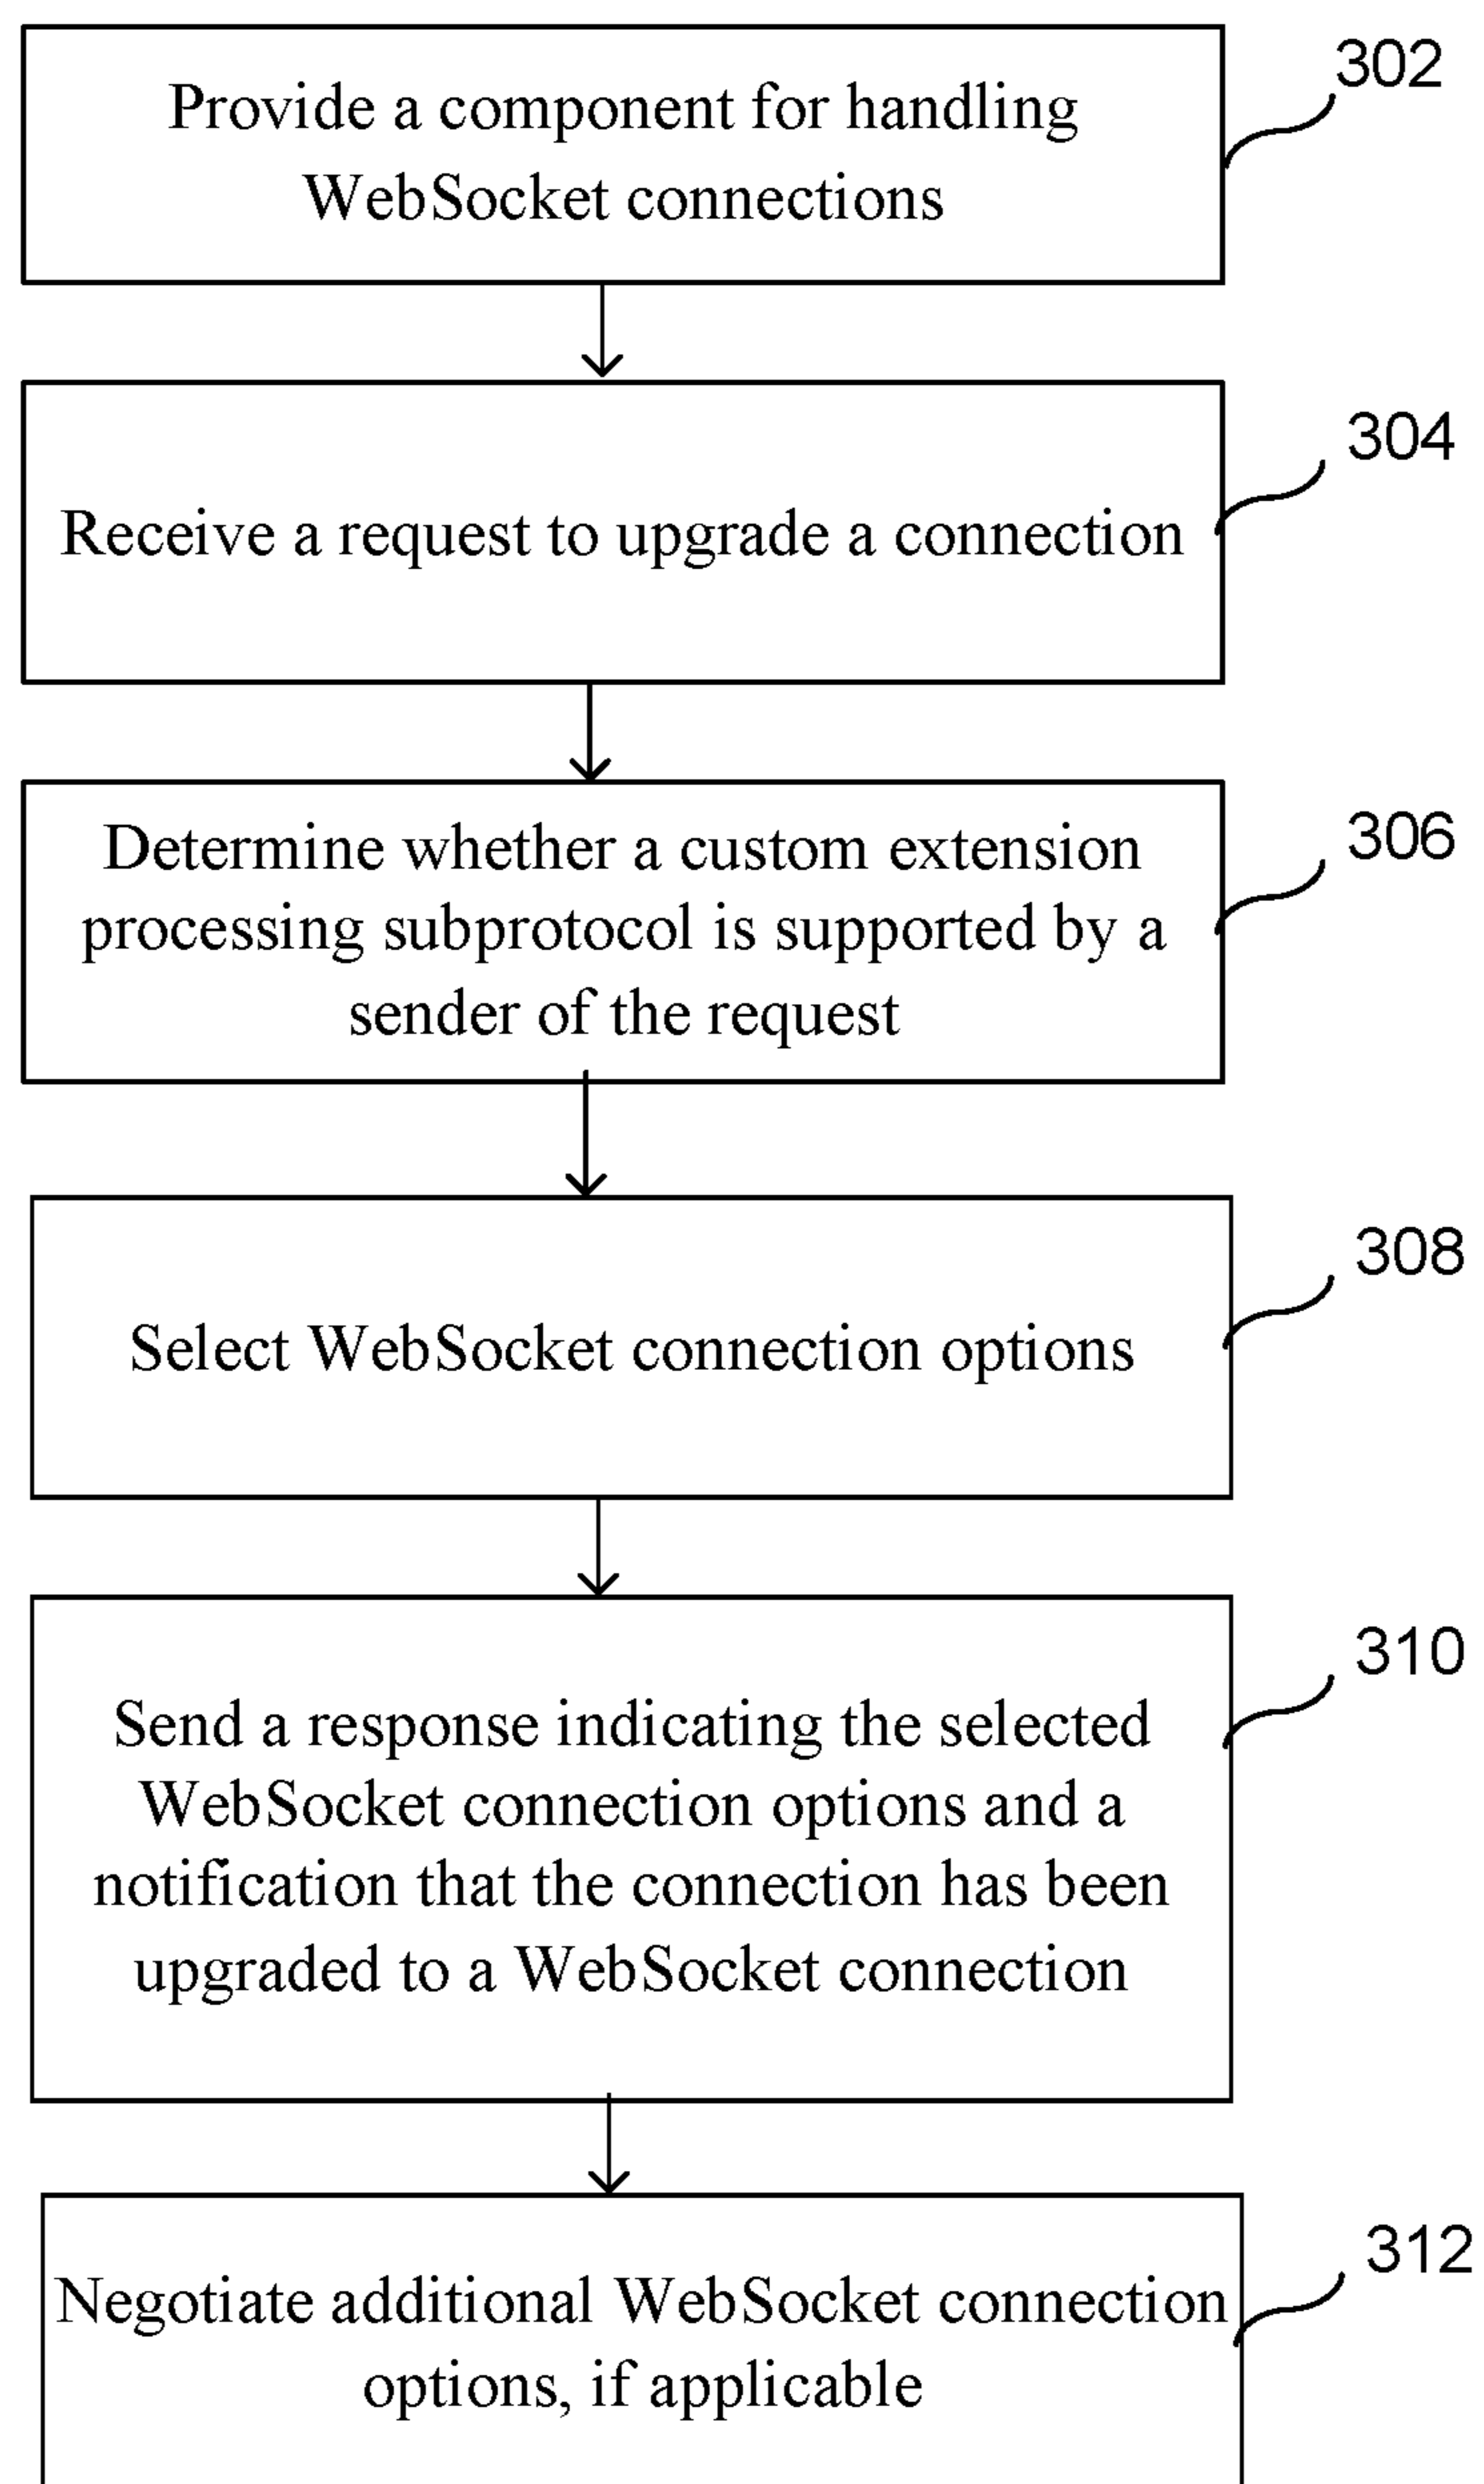 302
Provide a component for handling
WebSocket connections
304
Receive a request to upgrade a connection
306
Determine whether a custom extension
processing subprotocol is supported by a
sender of the request
308
Select WebSocket connection options
310
Send a response indicating the selected
WebSocket connection options and a
notification that the connection has been
upgraded to a WebSocket connection
312
Negotiate additional WebSocket connection
options, if applicable